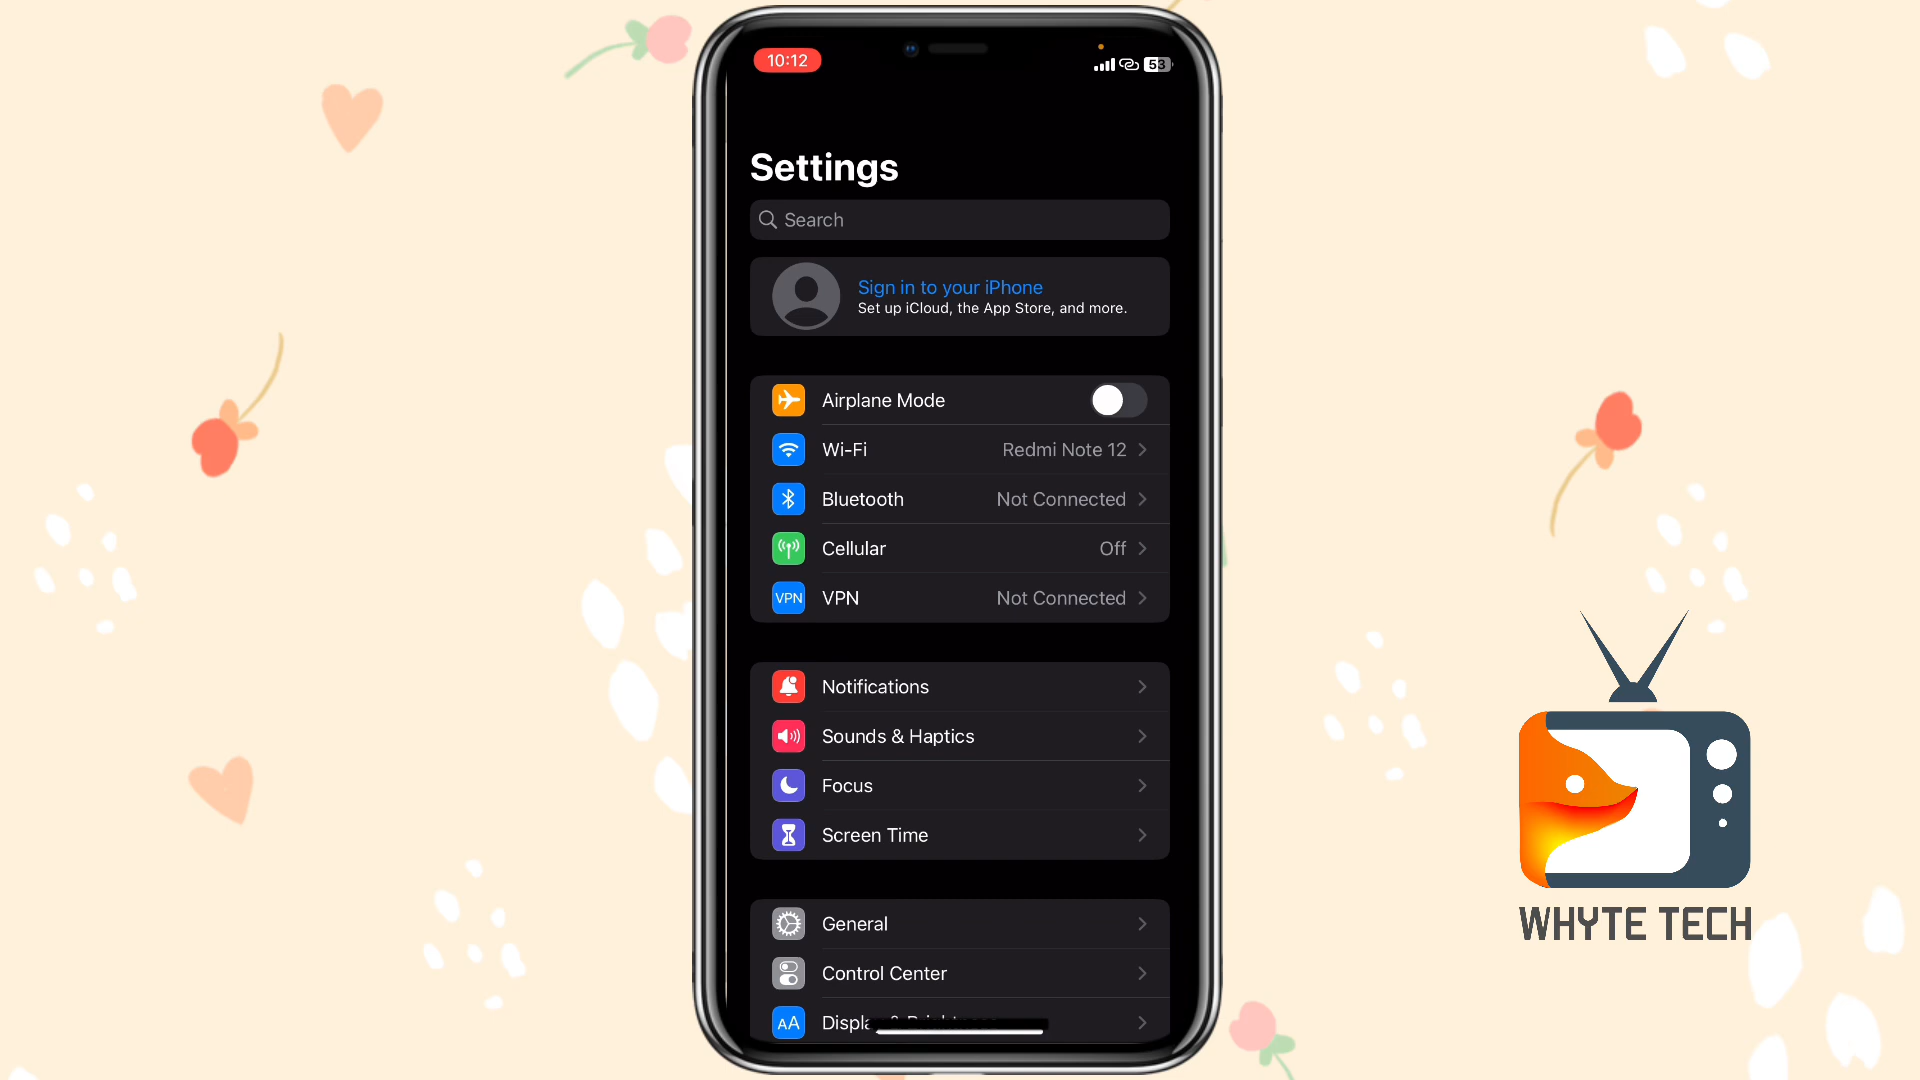 10:12
53
Settings
Search
Sign in to your iPhone
Set up iCloud, the App Store, and more.
Airplane Mode
Wi-Fi Redmi Note 12
Bluetooth Not Connected
Cellular Off
VPN VPN Not Connected
Notifications
Sounds & Haptics
Focus
Screen Time
General
Control Center
AA Displa
WHYTE TECH